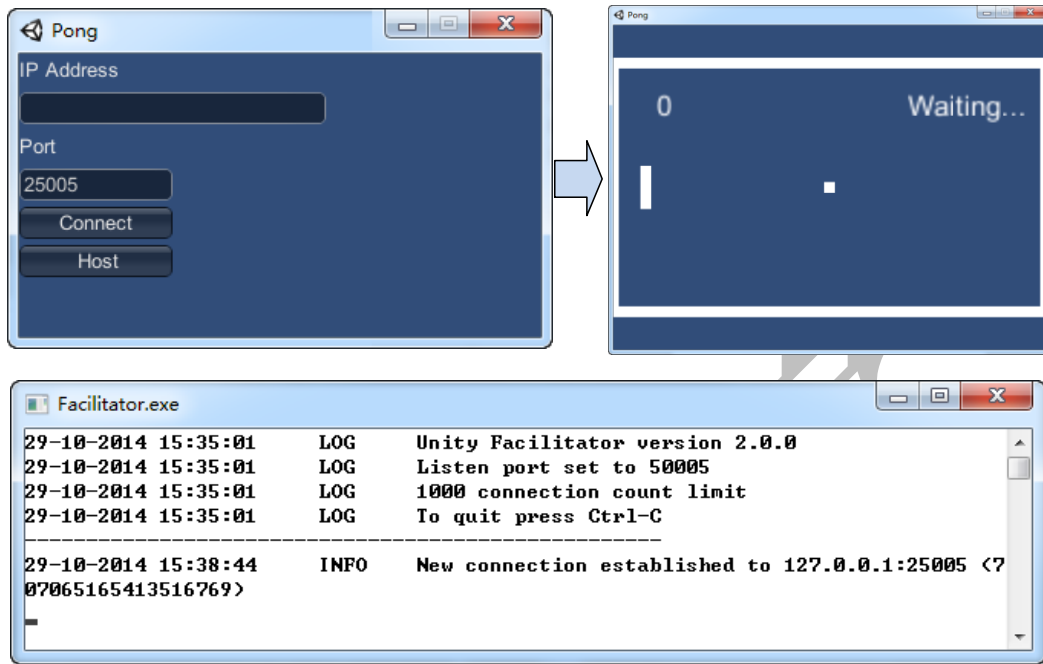 Pong
IP Address
Port
25005
Connect
Host
Pong
0 Waiting...
Facilitator.exe
29-10-2014 15:35:01 LOG Unity Facilitator version 2.0.0
29-10-2014 15:35:01 LOG Listen port set to 50005
29-10-2014 15:35:01 LOG 1000 connection count limit
29-10-2014 15:35:01 LOG To quit press Ctrl-C
------------------------------------------------------
29-10-2014 15:38:44 INFO New connection established to 127.0.0.1:25005 <7
07065165413516769>